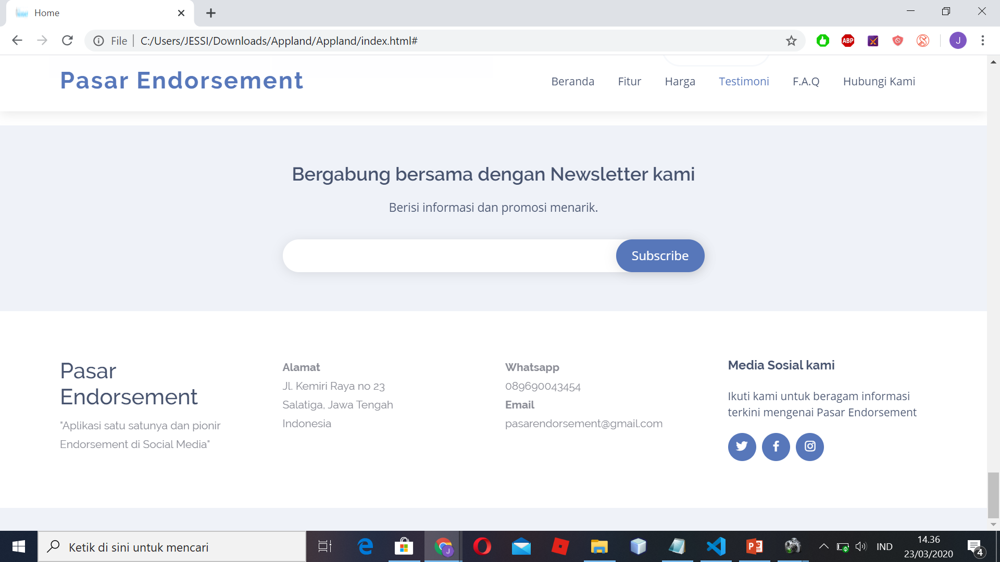 Home
File
C:/Users/JESSI/Downloads/Appland/Appland/index.html#
ABP
J
Pasar Endorsement
Beranda
Fitur
Harga
Testimoni
F.A.Q
Hubungi Kami
Bergabung bersama dengan Newsletter kami
Berisi informasi dan promosi menarik.
Subscribe
Pasar
Endorsement
"Aplikasi satu satunya dan pionir
Endorsement di Social Media"
Alamat
Jl. Kemiri Raya no 23
Salatiga, Jawa Tengah
Indonesia
Whatsapp
089690043454
Email
pasarendorsement@gmail.com
Media Sosial kami
Ikuti kami untuk beragam informasi
terkini mengenai Pasar Endorsement
Ketik di sini untuk mencari
J
IND
14.36
23/03/2020
4